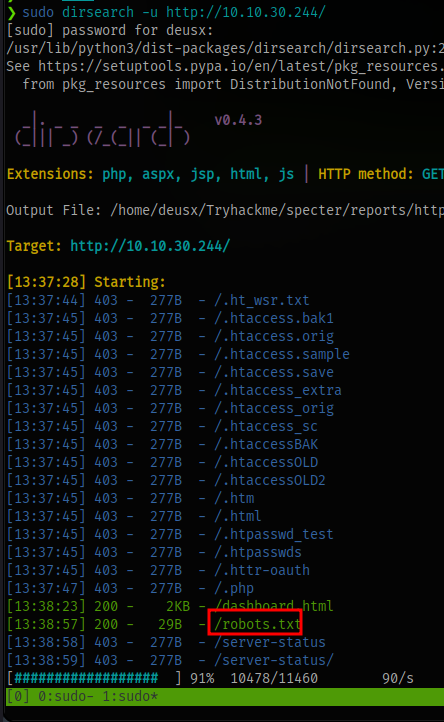 ❯ sudo dirsearch -u http://10.10.30.244/
[sudo] password for deusx:
/usr/lib/python3/dist-packages/dirsearch/dirsearch.py:2
See https://setuptools.pypa.io/en/latest/pkg_resources.
from pkg_resources import DistributionNotFound, Versi
v0.4.3
Extensions: php, aspx, jsp, html, js | HTTP method: GET
Output File: /home/deusx/Tryhackme/specter/reports/http
Target: http://10.10.30.244/
[13:37:28] Starting:
[13:37:44] 403 - 277B - /.ht_wsr.txt
[13:37:45] 403 - 277B - /.htaccess.bak1
[13:37:45] 403 - 277B - /.htaccess.orig
[13:37:45] 403 - 277B - /.htaccess.sample
[13:37:45] 403 - 277B - /.htaccess.save
[13:37:45] 403 - 277B - /.htaccess_extra
[13:37:45] 403 - 277B - /.htaccess_orig
[13:37:45] 403 - 277B - /.htaccess_sc
[13:37:45] 403 - 277B - /.htaccessBAK
[13:37:45] 403 - 277B - /.htaccessOLD
[13:37:45] 403 - 277B - /.htaccessOLD2
[13:37:45] 403 - 277B - /.htm
[13:37:45] 403 - 277B - /.html
[13:37:45] 403 - 277B - /.htpasswd_test
[13:37:45] 403 - 277B - /.htpasswds
[13:37:45] 403 - 277B - /.httr-oauth
[13:37:47] 403 - 277B - /.php
[13:38:23] 200 - 2KB - /dashboard.html
[13:38:57] 200 - 29B - /robots.txt
[13:38:58] 403 - 277B - /server-status
[13:38:59] 403 - 277B - /server-status/
[################# ] 91% 10478/11460 90/s
[0] 0:sudo- 1:sudo*